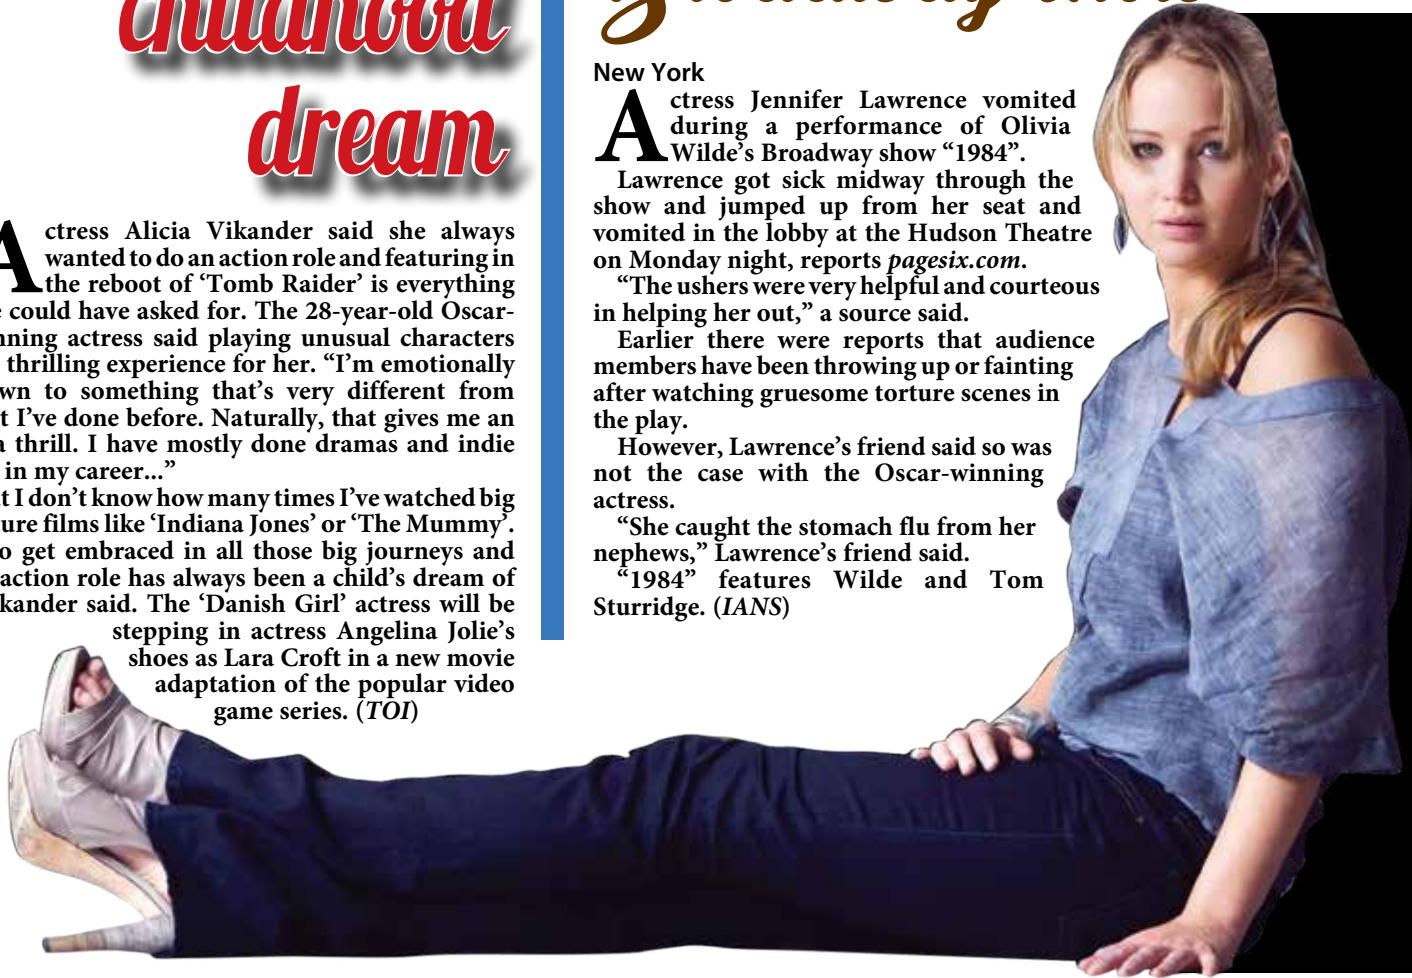 childhood
dream
A
ctress Alicia Vikander said she always
wanted to do an action role and featuring in
the reboot of ‘Tomb Raider’ is everything
could have asked for. The 28-year-old Oscar-
actress said playing unusual characters
thrilling experience for her. “I’m emotionally
to something that’s very different from
I’ve done before. Naturally, that gives me an
thrill. I have mostly done dramas and indie
in my career...”
I don’t know how many times I’ve watched big
films like ‘Indiana Jones’ or ‘The Mummy’.
get embraced in all those big journeys and
action role has always been a child’s dream of
said. The ‘Danish Girl’ actress will be
stepping in actress Angelina Jolie’s
shoes as Lara Croft in a new movie
adaptation of the popular video
game series. (TOI)
New York
A
ctress Jennifer Lawrence vomited
during a performance of Olivia
Wilde’s Broadway show “1984”.
Lawrence got sick midway through the
show and jumped up from her seat and
vomited in the lobby at the Hudson Theatre
on Monday night, reports pagesix.com.
“The ushers were very helpful and courteous
in helping her out,” a source said.
Earlier there were reports that audience
members have been throwing up or fainting
after watching gruesome torture scenes in
the play.
However, Lawrence’s friend said so was
not the case with the Oscar-winning
actress.
“She caught the stomach flu from her
nephews,” Lawrence’s friend said.
“1984” features Wilde and Tom
Sturridge. (IANS)